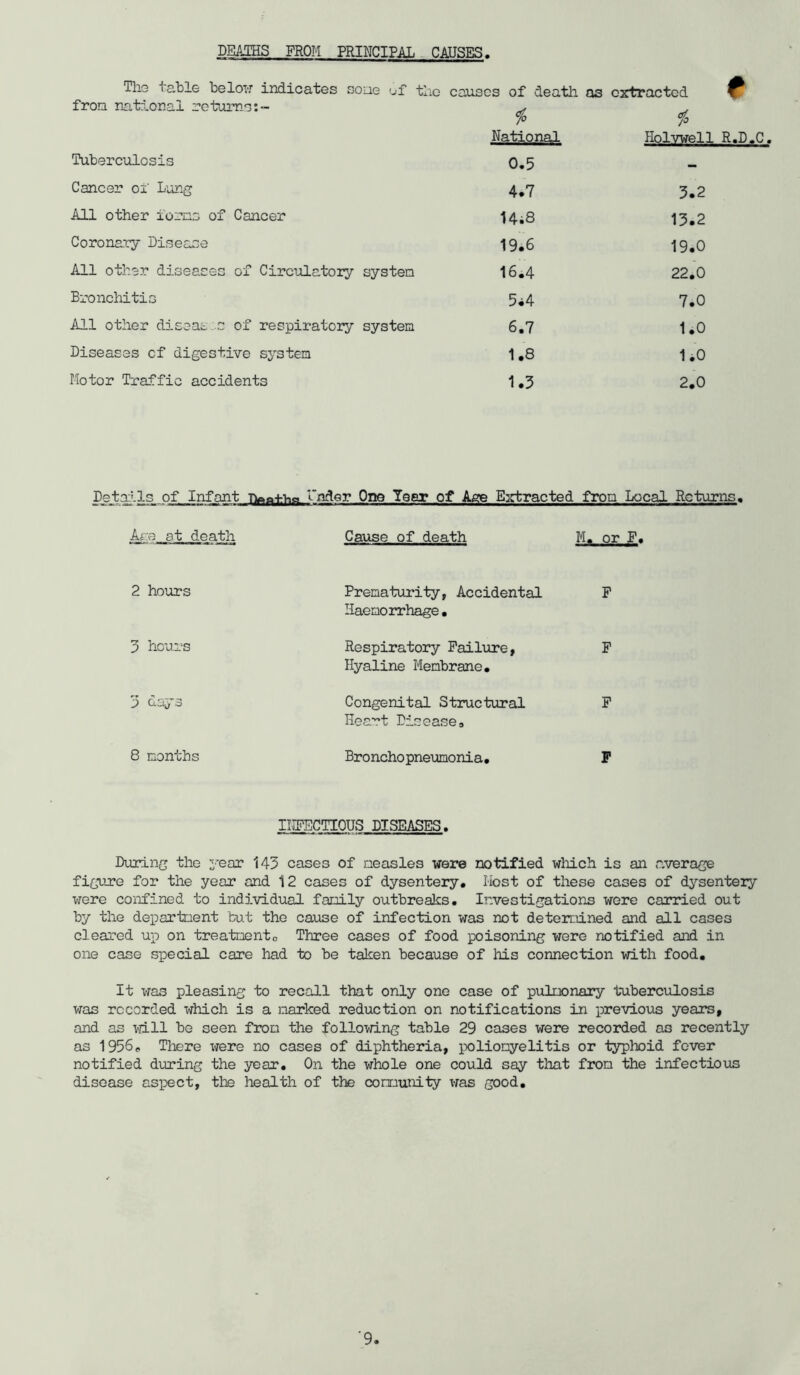 DEATHS FROM PRINCIPAL CAUSES.
The table below indicates some of the causes of death as extracted
from national returns:-
% %
National Holywell R.D.C.
Tuberculosis 0.5 -
Cancer of Lung 4.7 3.2
All other forms of Cancer 14.8 13.2
Coronary Disease 19.6 19.0
All other diseases of Circulatory system 16.4 22.0
Bronchitis 5.4 7.0
All other diseases of respiratory system 6.7 1.0
Diseases of digestive system 1.8 1.0
Motor Traffic accidents 1.3 2.0
Details of Infant Deaths Under One Year of Age Extracted from Local Returns.
Age at death Cause of death M. or F.
2 hours Prematurity, Accidental F
Haemorrhage.
3 hours Respiratory Failure, F
Hyaline Membrane.
3 days Congenital Structural F
Heart Disease.
8 months Bronchopneumonia. F
INFECTIOUS DISEASES.
During the year 143 cases of measles were notified which is an average
figure for the year and 12 cases of dysentery. Most of these cases of dysentery
were confined to individual family outbreaks. Investigations were carried out
by the department but the cause of infection was not determined and all cases
cleared up on treatment. Three cases of food poisoning were notified and in
one case special care had to be taken because of his connection with food.
It was pleasing to recall that only one case of pulmonary tuberculosis
was recorded which is a marked reduction on notifications in previous years,
and as will be seen from the following table 29 cases were recorded as recently
as 1956. There were no cases of diphtheria, poliomyelitis or typhoid fever
notified during the year. On the whole one could say that from the infectious
disease aspect, the health of the community was good.
9.